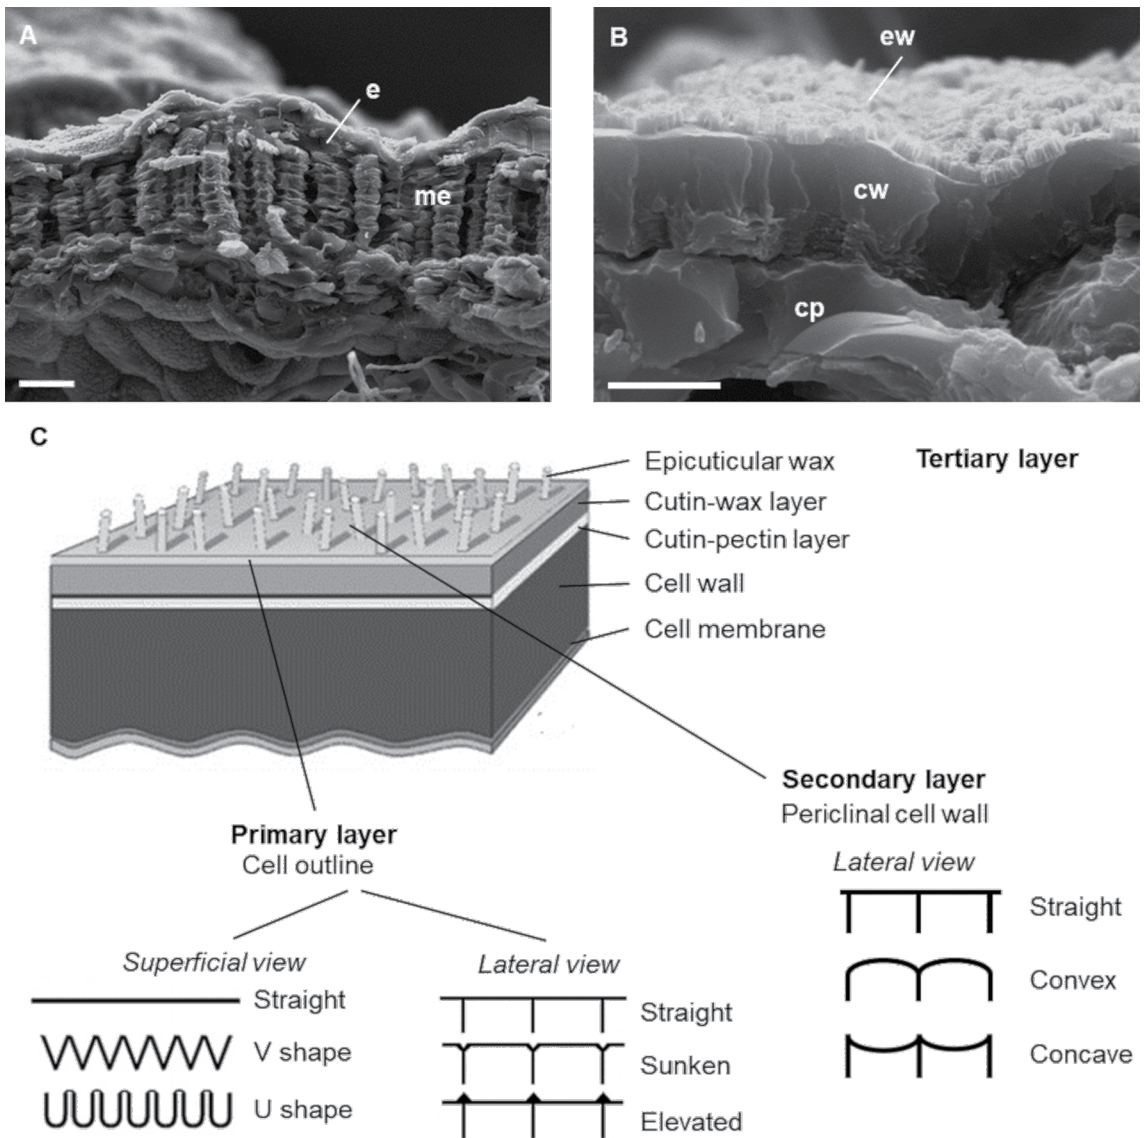 A
e
me
B
ew
cw
cp
C
Epicuticular wax
Tertiary layer
Cutin-wax layer
Cutin-pectin layer
Cell wall
Cell membrane
Secondary layer
Periclinal cell wall
Primary layer
Cell outline
Lateral view
Straight
Convex
Concave
Superficial view
Straight
V shape
U shape
Lateral view
Straight
Sunken
Elevated